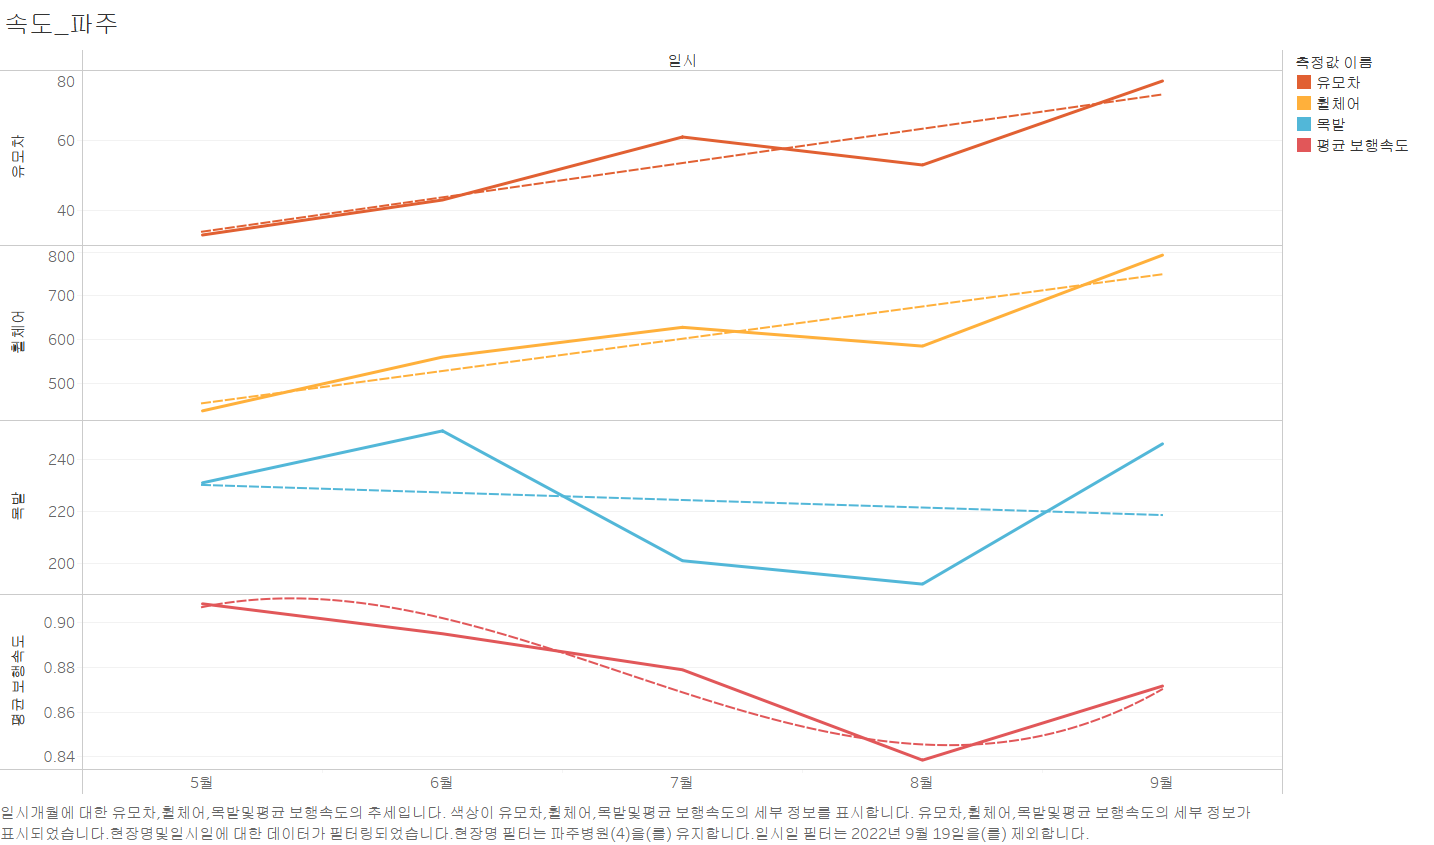 속도_파주
일시
측정값 이름
유모차
휠체어
목발
평균 보행속도
유모차
80
60
40
휠체어
800
700
600
500
목발
240
220
200
평균 보행속도
0.90
0.88
0.86
0.84
5월 6월 7월 8월 9월
일시개월에 대한 유모차,휠체어,목발및평균 보행속도의 추세입니다. 색상이 유모차,휠체어,목발및평균 보행속도의 세부 정보를 표시합니다. 유모차,휠체어,목발및평균 보행속도의 세부 정보가
표시되었습니다.현장명및일시일에 대한 데이터가 필터링되었습니다.현장명 필터는 파주병원(4)을(를) 유지합니다.일시일 필터는 2022년 9월 19일을(를) 제외합니다.